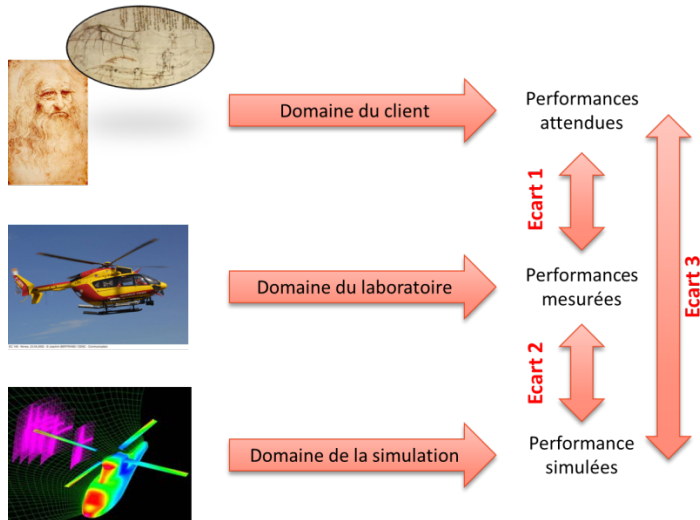 Domaine du client
Performances
attendues
Ecart 1
Domaine du laboratoire
Performances
mesurées
Ecart 3
Ecart 2
Domaine de la simulation
Performance
simulées